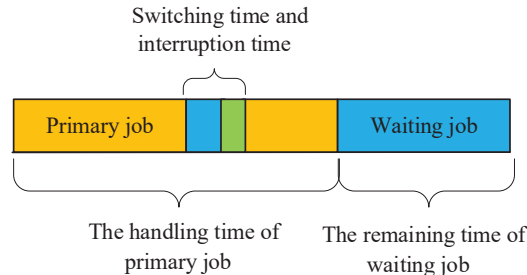 Switching time and
interruption time
Primary job
Waiting job
The handling time of
primary job
The remaining time of
waiting job